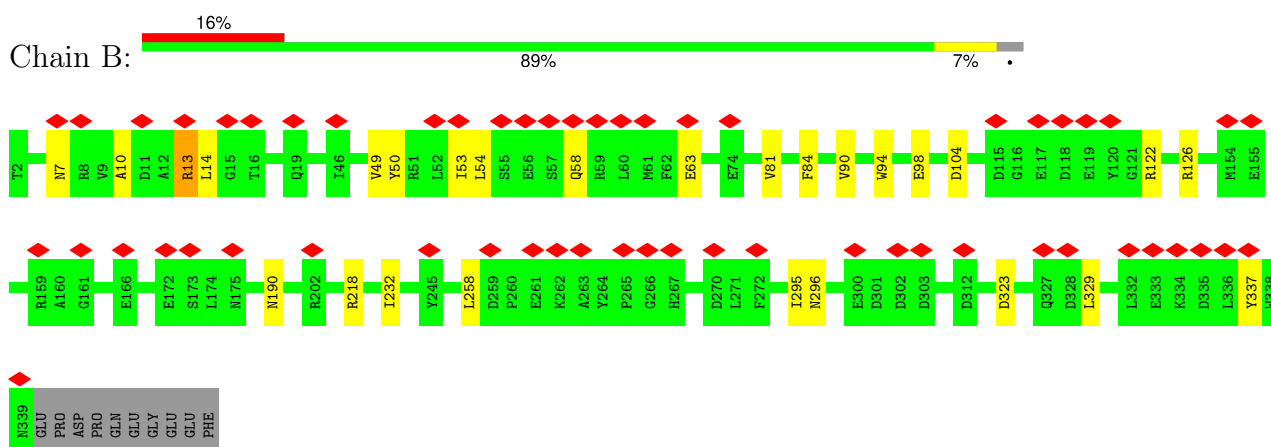 16%
Chain B:
89% 7% •
T2 N7 R8 V9 A10 D11 A12 R13 L14 G15 T16 Q19 I46 V49 Y50 R51 L52 I53 L54 S55 E56 S57 Q58 R59 L60 M61 F62 E63 E74 V81 F84 V90 W94 E98 D104 D115 G116 E117 D118 E119 Y120 G121 R122 R126 M154 E155
R159 A160 G161 E166 E172 S173 L174 N175 N190 R202 R218 I232 Y245 L258 D259 P260 E261 K262 A263 Y264 P265 G266 H267 D270 L271 F272 I295 N296 E300 D301 D302 D303 D312 D323 Q327 D328 L329 L332 E333 K334 D335 L336 Y337 W338
N339 GLU PRO ASP PRO GLN GLU GLY GLU GLU PHE